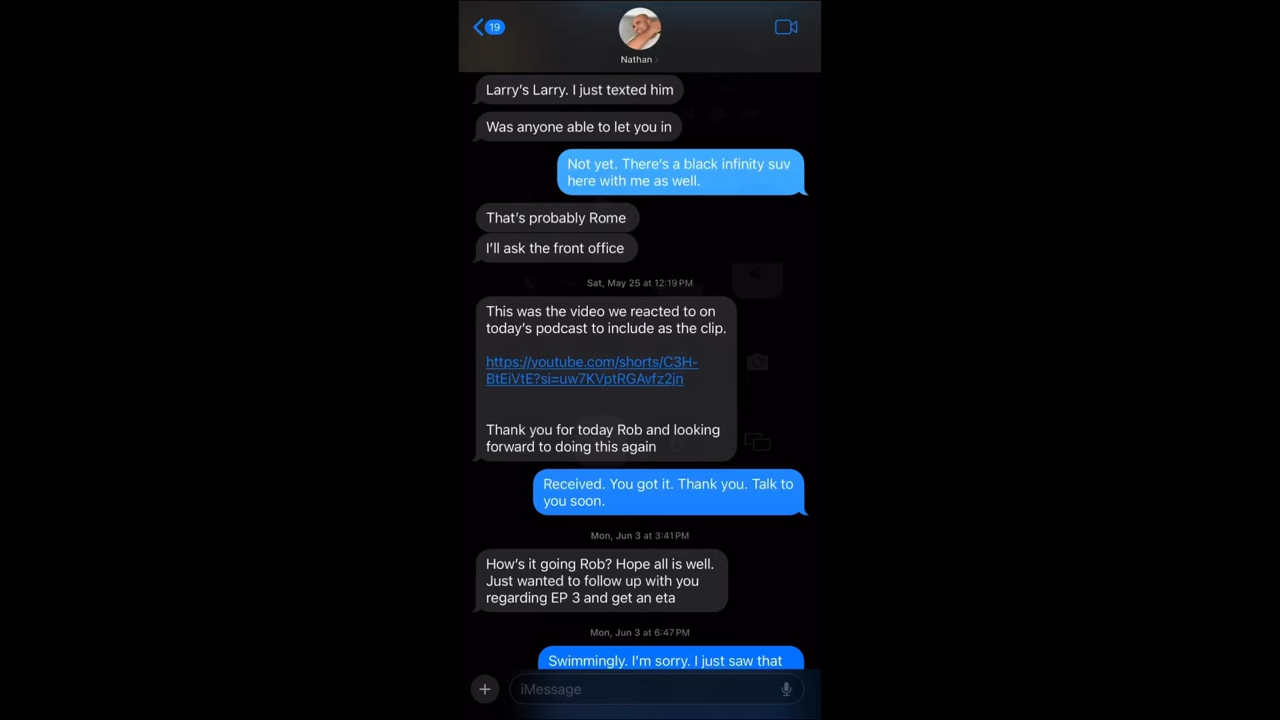 19
Nathan
Larry's Larry. I just texted him
Was anyone able to let you in
Not yet. There's a black infinity suv
here with me as well.
That's probably Rome
I'll ask the front office
Sat, May 25 at 12:19 PM
This was the video we reacted to on
today's podcast to include as the clip.
https://youtube.com/shorts/C3H-
BtEiVtE?si=uw7KVptRGAvfz2jn
Thank you for today Rob and looking
forward to doing this again
Received. You got it. Thank you. Talk to
you soon.
Mon, Jun 3 at 3:41 PM
How's it going Rob? Hope all is well.
Just wanted to follow up with you
regarding EP 3 and get an eta
Mon, Jun 3 at 6:47 PM
Swimmingly. I'm sorry. I just saw that
iMessage